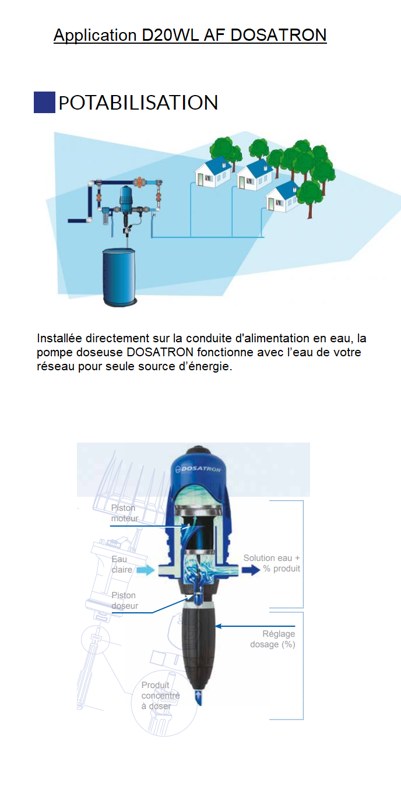 Application D20WL AF DOSATRON
POTABILISATION
Installée directement sur la conduite d'alimentation en eau, la
pompe doseuse DOSATRON fonctionne avec l'eau de votre
réseau pour seule source d'énergie.
DOSATRON
Piston
moteur
Eau
claire
Solution eau +
% produit
Piston
doseur
Réglage
dosage (%)
Produit
concentré
à doser